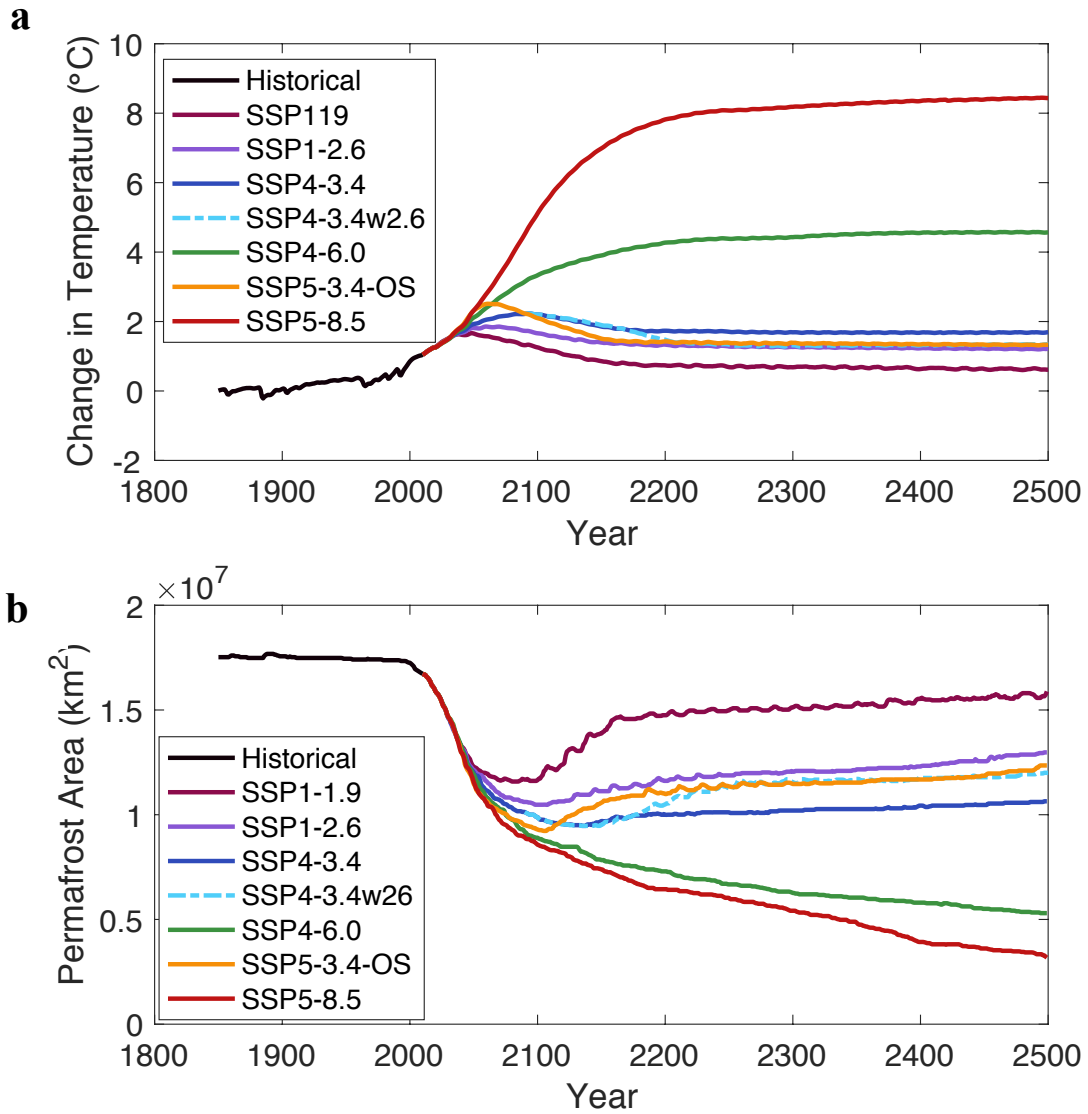 a
10
8
6
4
2
0
-2
Change in Temperature (°C)
Historical
SSP119
SSP1-2.6
SSP4-3.4
SSP4-3.4w2.6
SSP4-6.0
SSP5-3.4-OS
SSP5-8.5
1800 1900 2000 2100 2200 2300 2400 2500
Year
b
×10⁷
2
1.5
1
0.5
0
Permafrost Area (km²)
Historical
SSP1-1.9
SSP1-2.6
SSP4-3.4
SSP4-3.4w26
SSP4-6.0
SSP5-3.4-OS
SSP5-8.5
1800 1900 2000 2100 2200 2300 2400 2500
Year